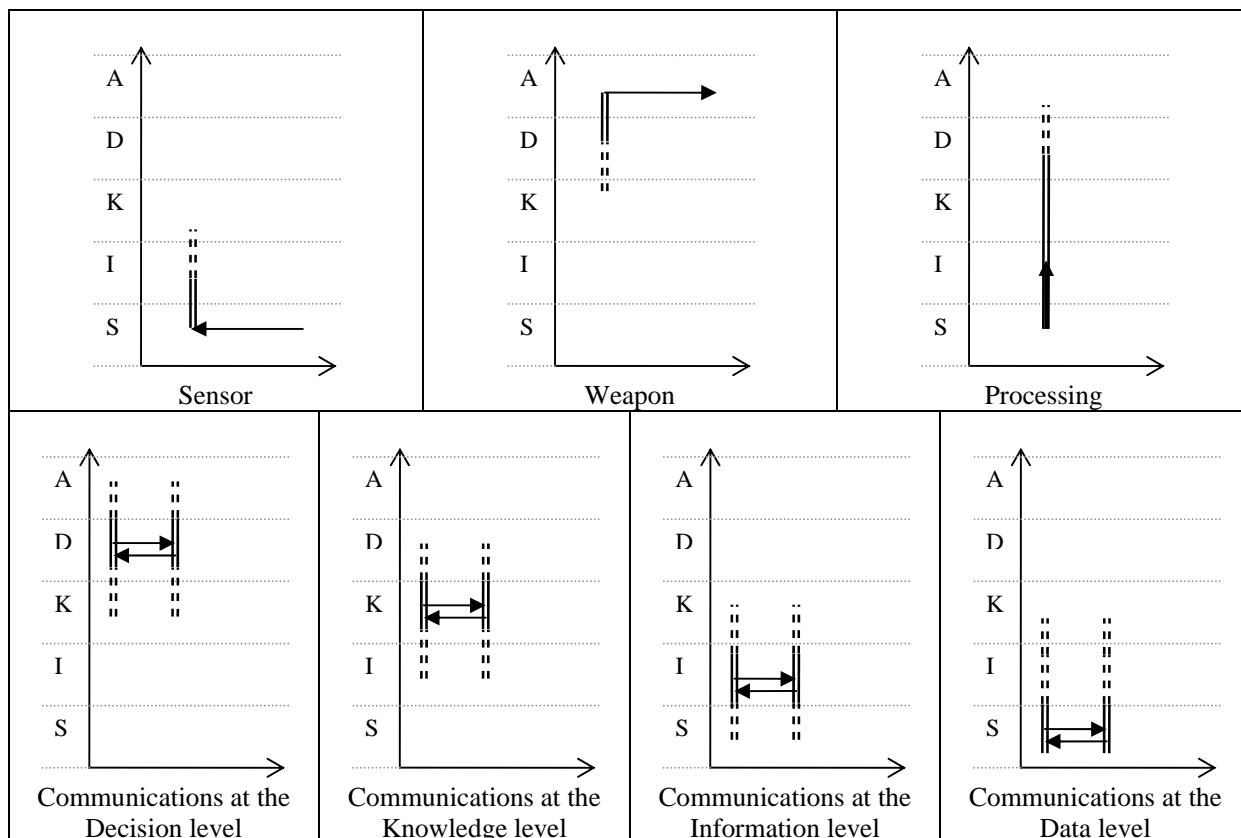 A
D
K
I
S
Sensor
A
D
K
I
S
Weapon
A
D
K
I
S
Processing
A
D
K
I
S
Communications at the
Decision level
A
D
K
I
S
Communications at the
Knowledge level
A
D
K
I
S
Communications at the
Information level
A
D
K
I
S
Communications at the
Data level